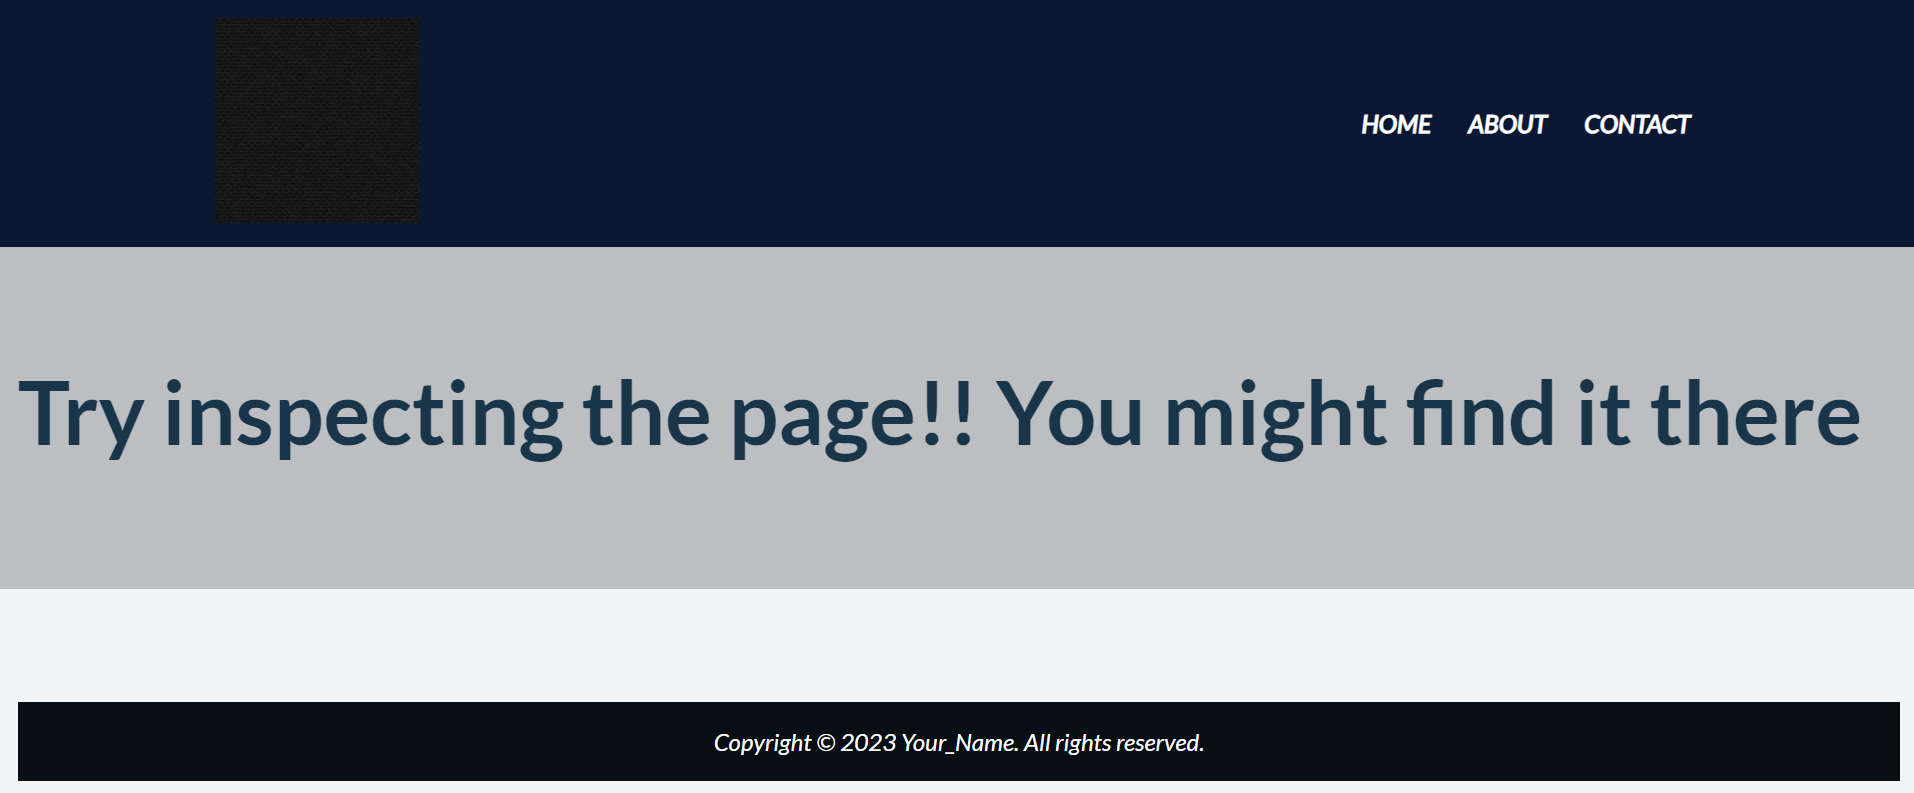 HOME ABOUT CONTACT
Try inspecting the page!! You might find it there
Copyright © 2023 Your_Name. All rights reserved.